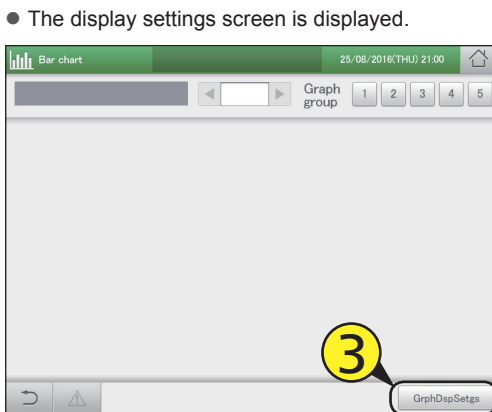 ● The display settings screen is displayed.
Bar chart 25/08/2016(THU) 21:00
Graph group 1 2 3 4 5
3
GrphDspSetgs